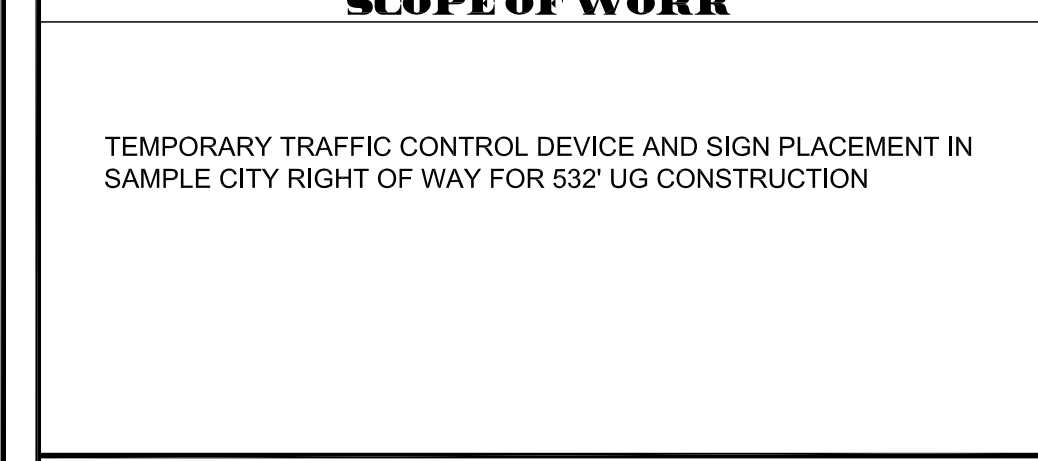 SCOPE OF WORK
TEMPORARY TRAFFIC CONTROL DEVICE AND SIGN PLACEMENT IN
SAMPLE CITY RIGHT OF WAY FOR 532' UG CONSTRUCTION